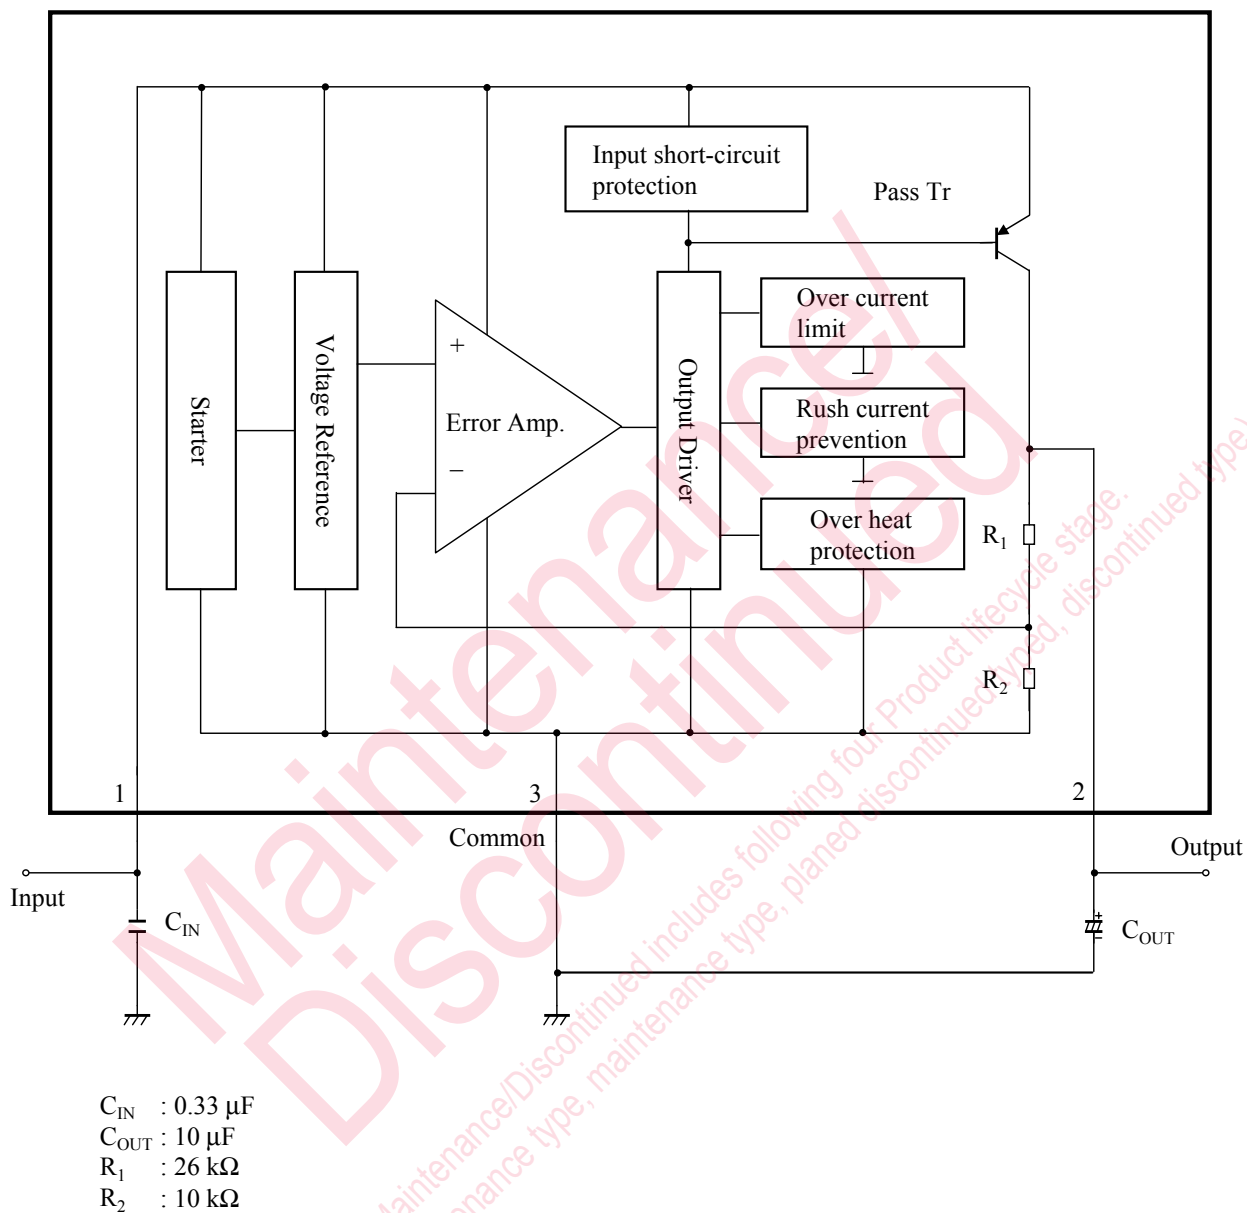 Input short-circuit
protection
Pass Tr
Starter
Voltage Reference
+
Error Amp.
−
Output Driver
Over current
limit
Rush current
prevention
Over heat
protection
R1
R2
1
3
2
Common
Input
Output
CIN
COUT
+
−
CIN : 0.33 μF
COUT : 10 μF
R1 : 26 kΩ
R2 : 10 kΩ
Maintenance/
Discontinued
Maintenance/Discontinued includes following four Product lifecycle stage.
maintenance type, planed discontinued typed, discontinued type)